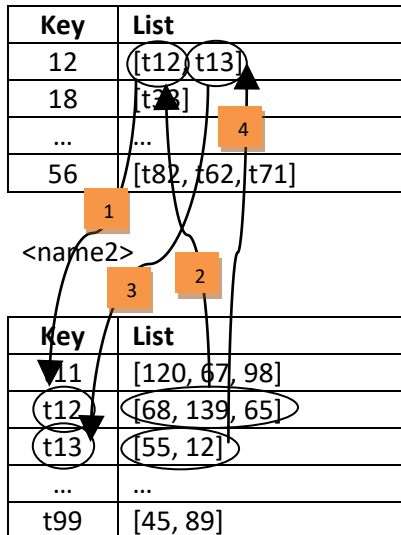 Key List
12 [t12, t13]
18 [t33]
... ...
4
56 [t82, t62, t71]
1
<name2>
3 2
Key List
t11 [120, 67, 98]
t12 [68, 139, 65]
t13 [55, 12]
... ...
t99 [45, 89]